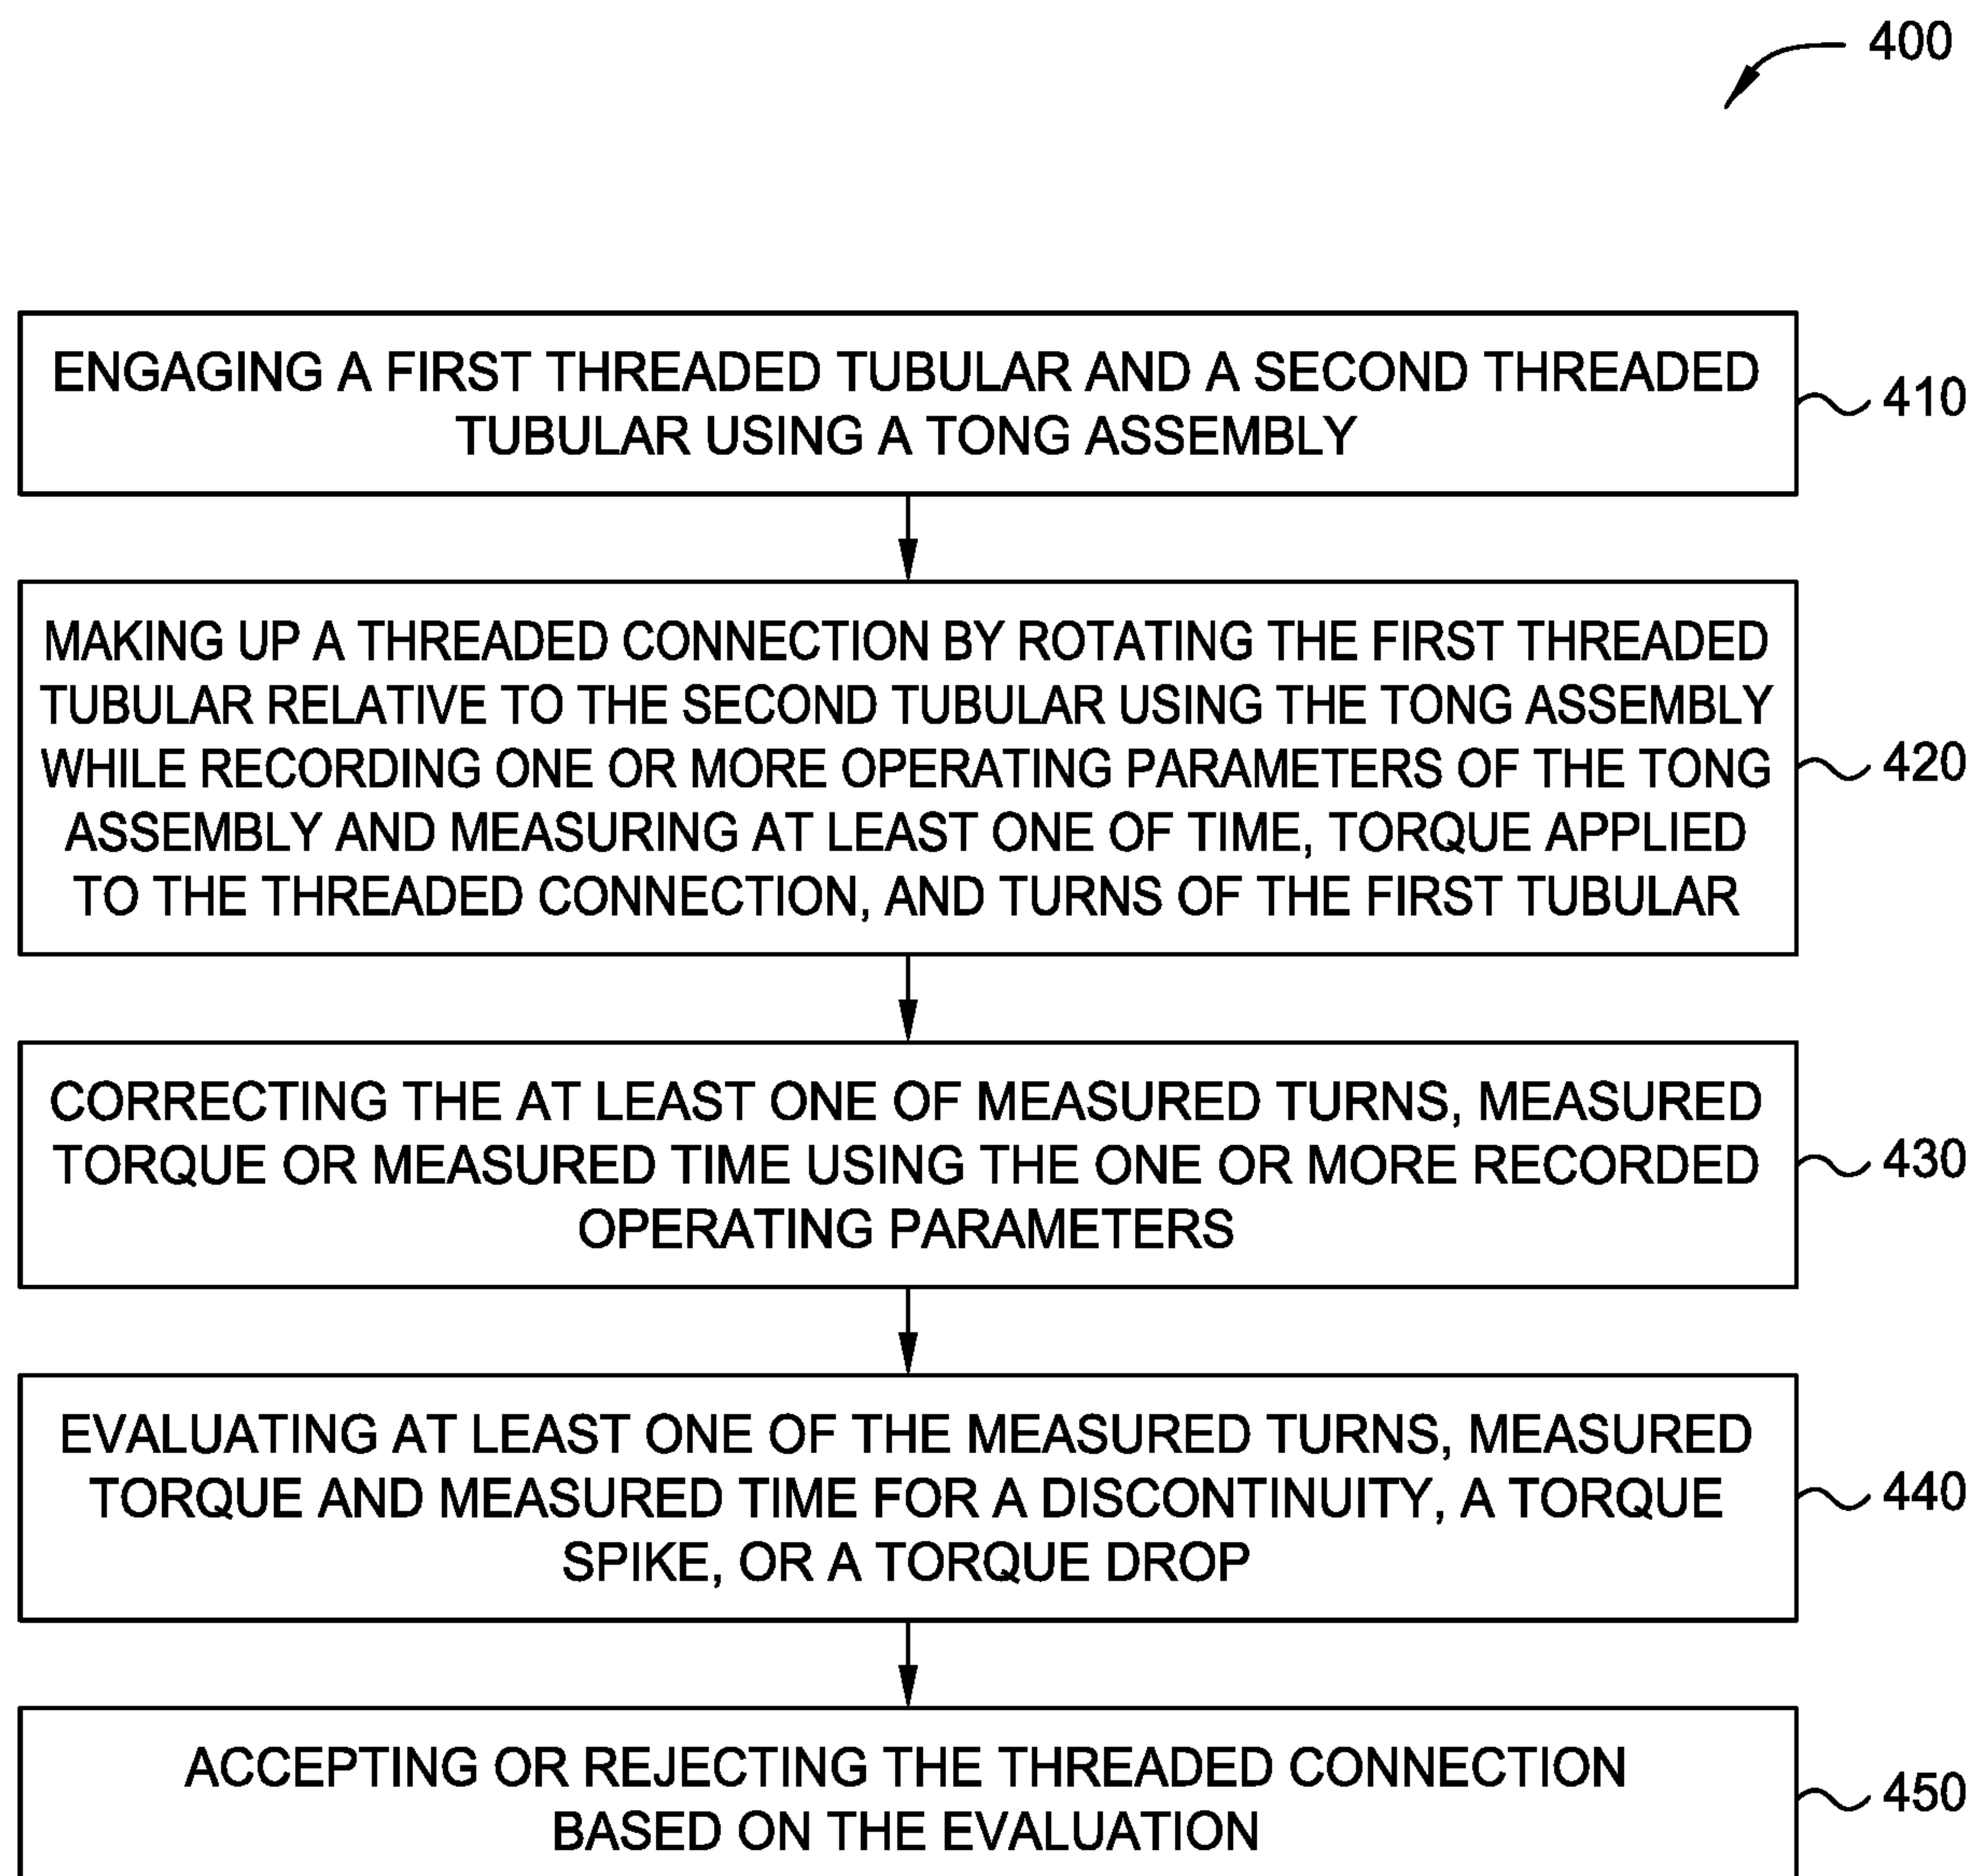 400
ENGAGING A FIRST THREADED TUBULAR AND A SECOND THREADED
TUBULAR USING A TONG ASSEMBLY
410
MAKING UP A THREADED CONNECTION BY ROTATING THE FIRST THREADED
TUBULAR RELATIVE TO THE SECOND TUBULAR USING THE TONG ASSEMBLY
WHILE RECORDING ONE OR MORE OPERATING PARAMETERS OF THE TONG
ASSEMBLY AND MEASURING AT LEAST ONE OF TIME, TORQUE APPLIED
TO THE THREADED CONNECTION, AND TURNS OF THE FIRST TUBULAR
420
CORRECTING THE AT LEAST ONE OF MEASURED TURNS, MEASURED
TORQUE OR MEASURED TIME USING THE ONE OR MORE RECORDED
OPERATING PARAMETERS
430
EVALUATING AT LEAST ONE OF THE MEASURED TURNS, MEASURED
TORQUE AND MEASURED TIME FOR A DISCONTINUITY, A TORQUE
SPIKE, OR A TORQUE DROP
440
ACCEPTING OR REJECTING THE THREADED CONNECTION
BASED ON THE EVALUATION
450